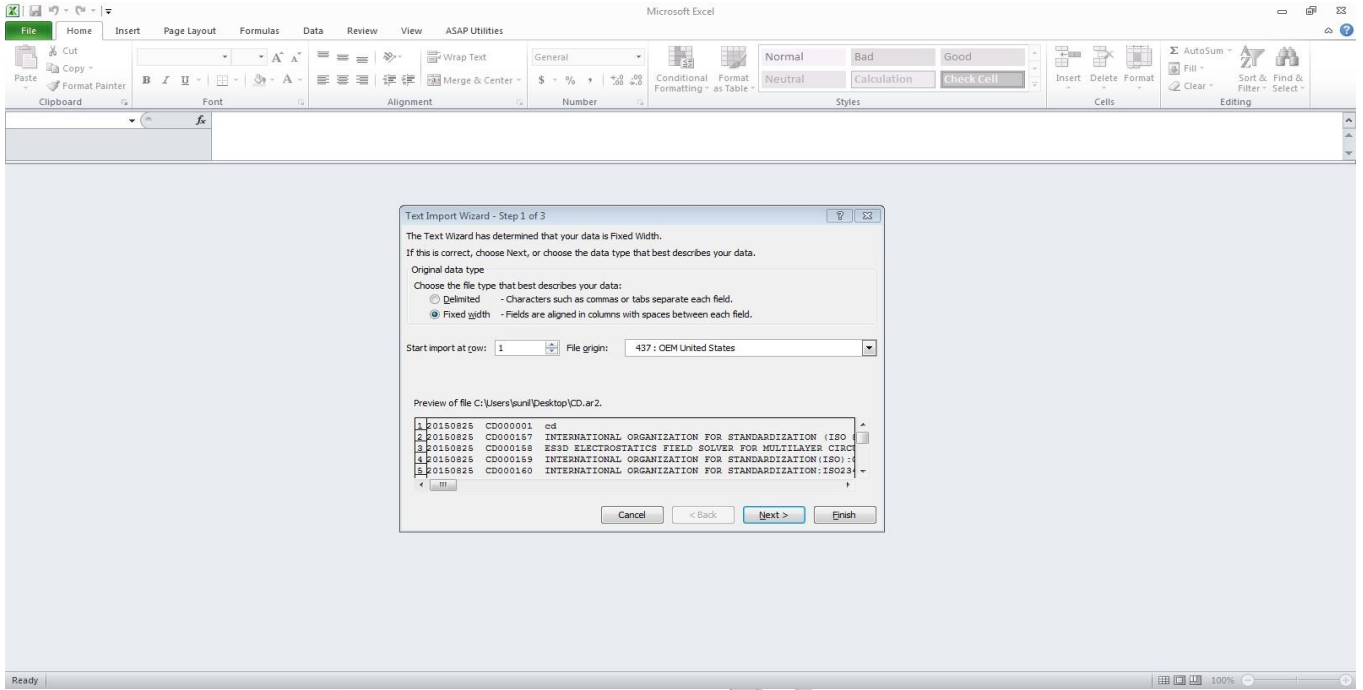 Microsoft Excel
File Home Insert Page Layout Formulas Data Review View ASAP Utilities
Paste
Cut
Copy
Format Painter
Clipboard
B I U A A A
Font
Wrap Text
Merge & Center
Alignment
General
$ % , .00 .0
Number
Conditional Formatting
Format as Table
Normal Bad Good
Neutral Calculation Check Cell
Styles
Insert Delete Format
Cells
Σ AutoSum
Fill
Clear
Sort & Filter
Find & Select
Editing
fx
Text Import Wizard - Step 1 of 3
The Text Wizard has determined that your data is Fixed Width.
If this is correct, choose Next, or choose the data type that best describes your data.
Original data type
Choose the file type that best describes your data:
Delimited - Characters such as commas or tabs separate each field.
Fixed width - Fields are aligned in columns with spaces between each field.
Start import at row: 1 File origin: 437 : OEM United States
Preview of file C:\Users\sunil\Desktop\CD.ar2.
1 20150825 CD000001 cd
2 20150825 CD000157 INTERNATIONAL ORGANIZATION FOR STANDARDIZATION (ISO
3 20150825 CD000158 ES3D ELECTROSTATICS FIELD SOLVER FOR MULTILAYER CIRCU
4 20150825 CD000159 INTERNATIONAL ORGANIZATION FOR STANDARDIZATION(ISO):
5 20150825 CD000160 INTERNATIONAL ORGANIZATION FOR STANDARDIZATION:ISO234
Cancel < Back Next > Finish
Ready 100%